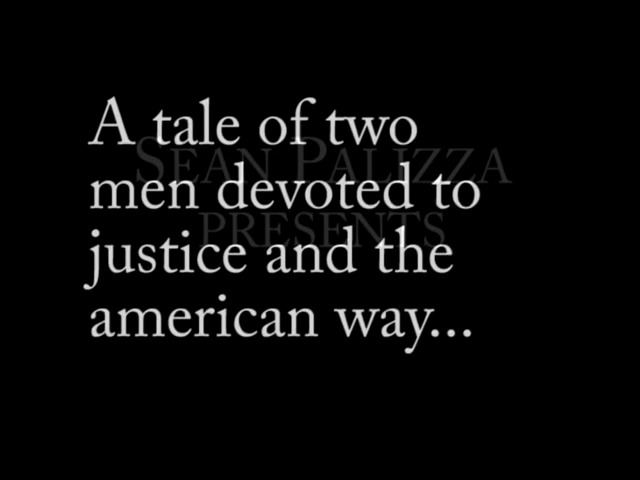 A tale of two
SEAN PALIZZA
men devoted to
PRESENTS
justice and the
american way...